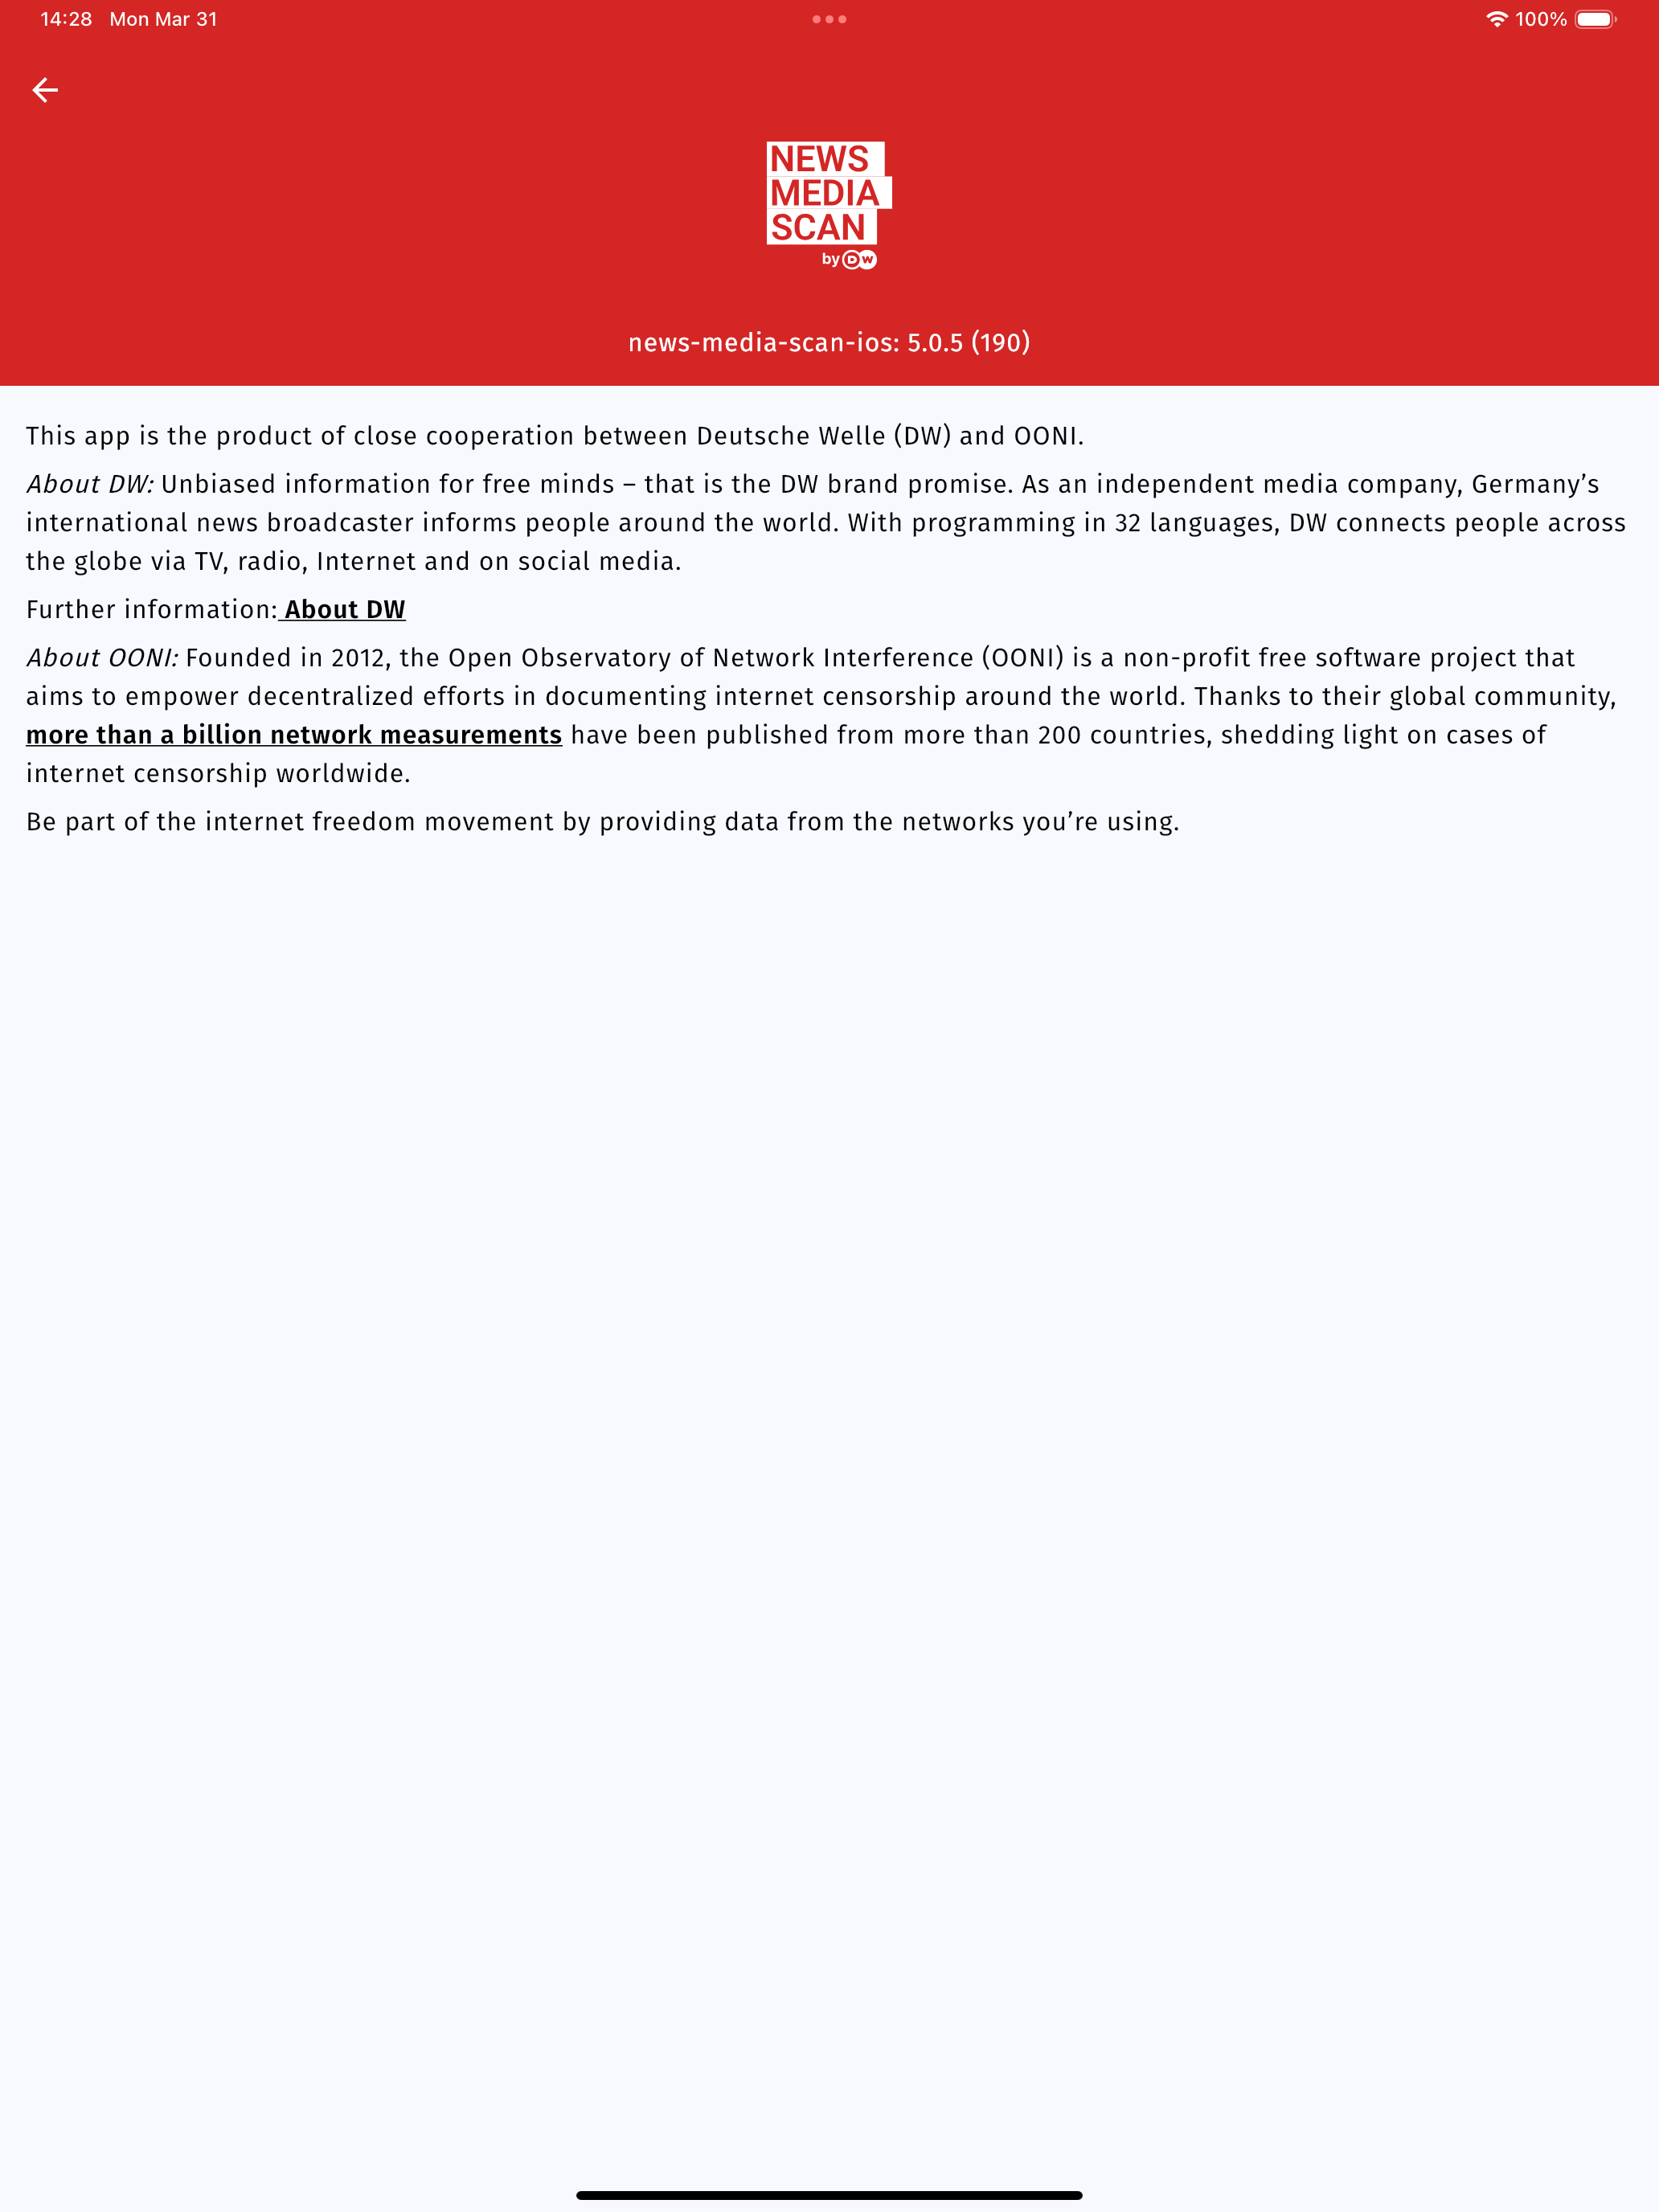 14:28 Mon Mar 31
100%
NEWS
MEDIA
SCAN
by DW
news-media-scan-ios: 5.0.5 (190)
This app is the product of close cooperation between Deutsche Welle (DW) and OONI.
About DW: Unbiased information for free minds – that is the DW brand promise. As an independent media company, Germany’s
international news broadcaster informs people around the world. With programming in 32 languages, DW connects people across
the globe via TV, radio, Internet and on social media.
Further information: About DW
About OONI: Founded in 2012, the Open Observatory of Network Interference (OONI) is a non-profit free software project that
aims to empower decentralized efforts in documenting internet censorship around the world. Thanks to their global community,
more than a billion network measurements have been published from more than 200 countries, shedding light on cases of
internet censorship worldwide.
Be part of the internet freedom movement by providing data from the networks you’re using.